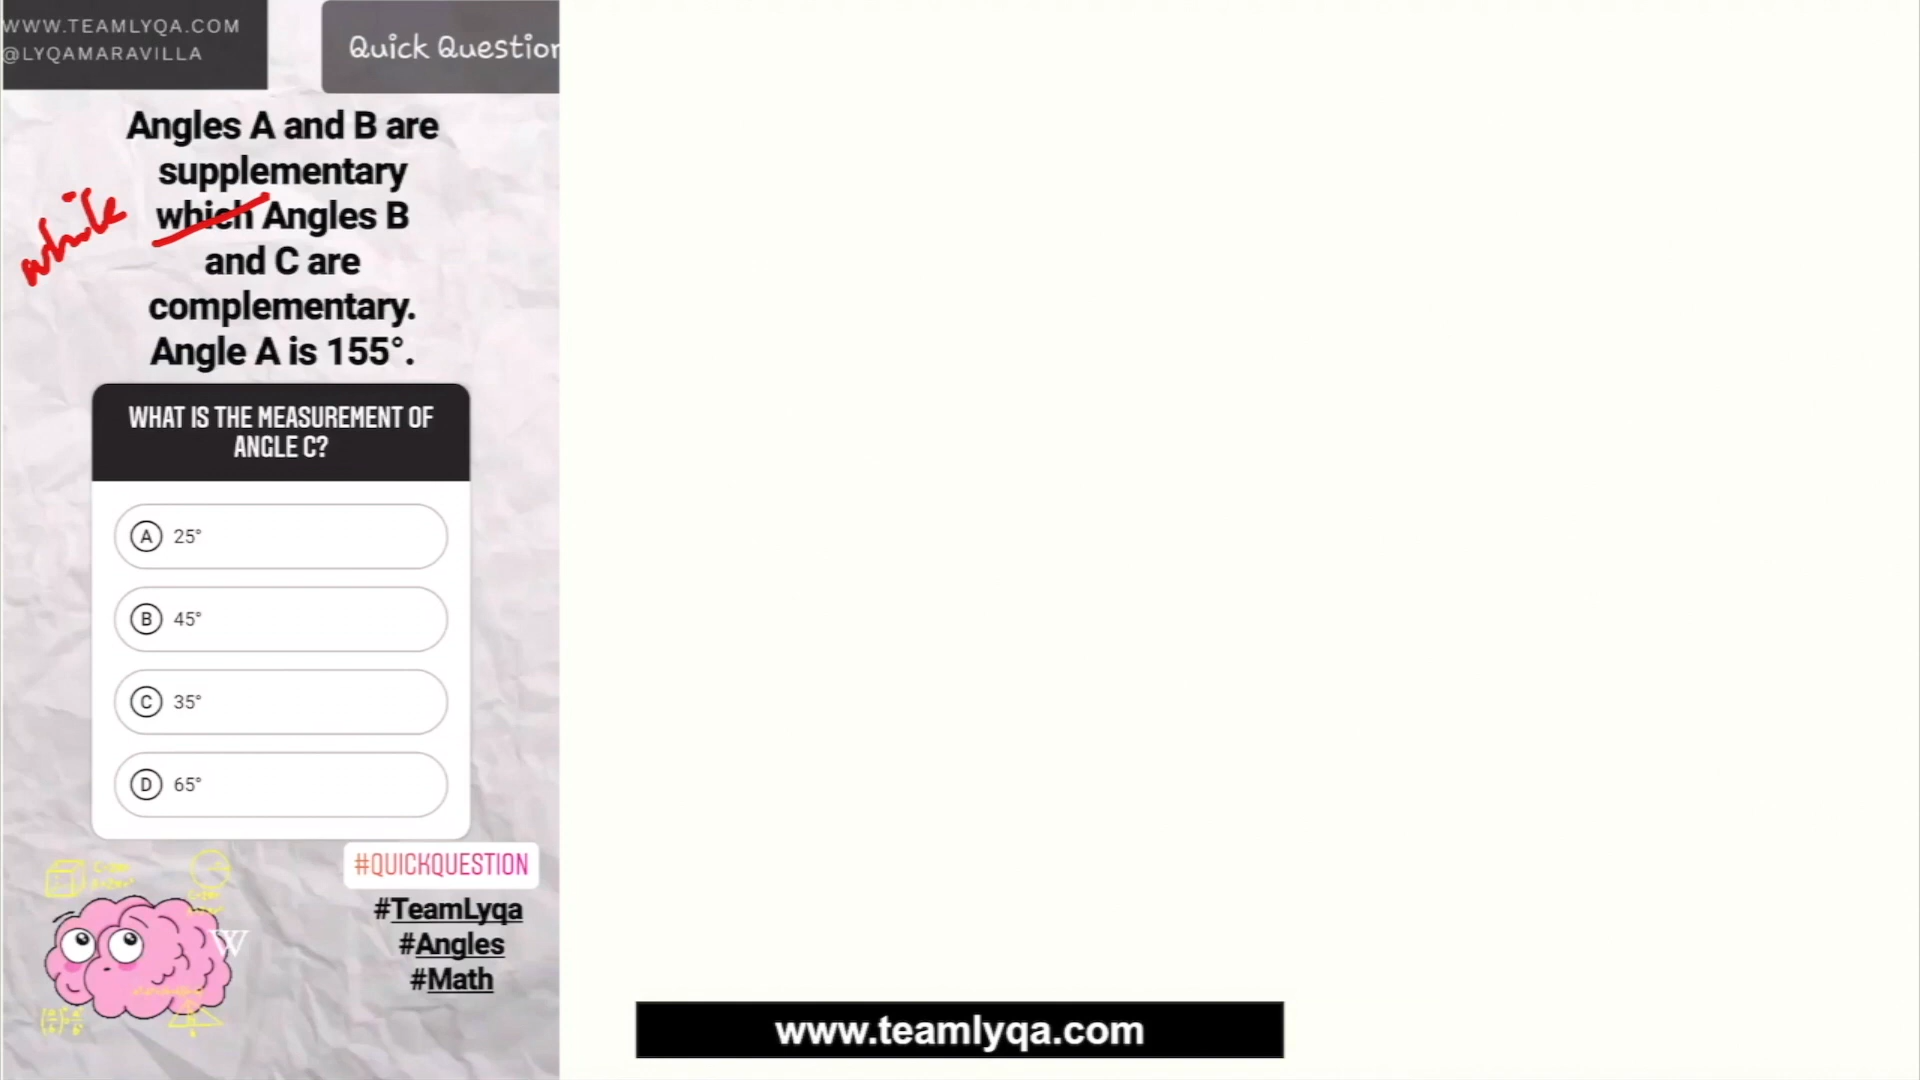 WWW.TEAMLYQA.COM
@LYQAMARAVILLA
Quick Question
Angles A and B are
supplementary
while
which Angles B
and C are
complementary.
Angle A is 155°.
WHAT IS THE MEASUREMENT OF
ANGLE C?
A 25°
B 45°
C 35°
D 65°
#QUICKQUESTION
#TeamLyqa
#Angles
#Math
W
www.teamlyqa.com